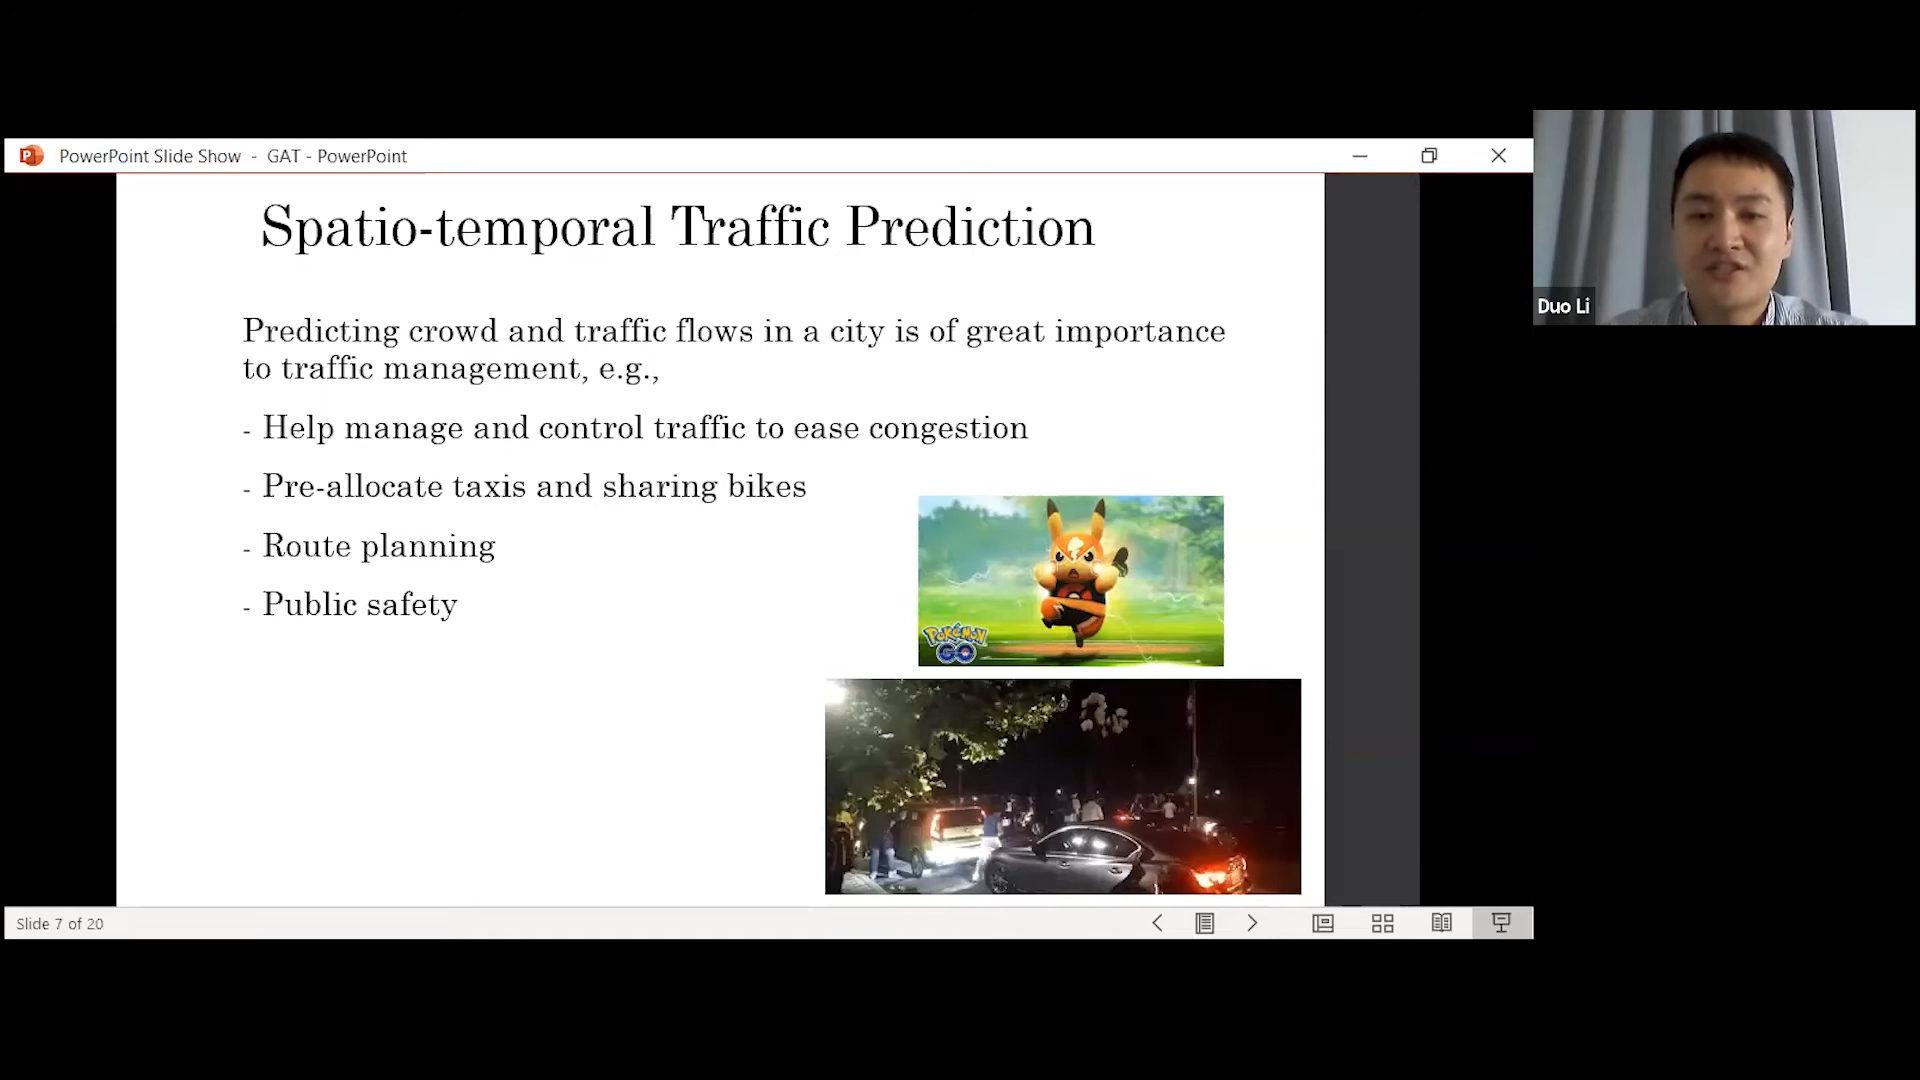 PowerPoint Slide Show - GAT - PowerPoint
Spatio-temporal Traffic Prediction
Predicting crowd and traffic flows in a city is of great importance
to traffic management, e.g.,
- Help manage and control traffic to ease congestion
- Pre-allocate taxis and sharing bikes
- Route planning
- Public safety
POKÉMON
GO
Duo Li
Slide 7 of 20